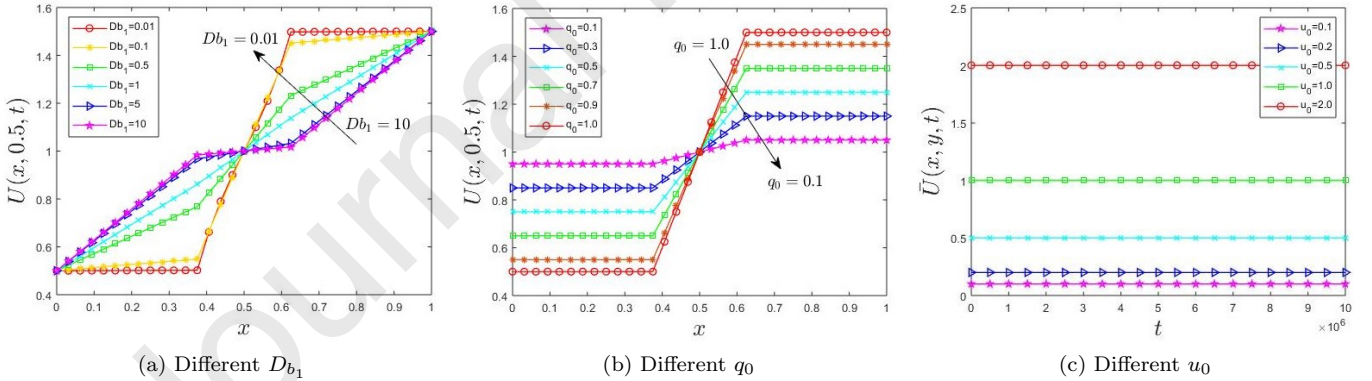 Journal
Db₁=0.01
Db₁=0.1
Db₁=0.5
Db₁=1
Db₁=5
Db₁=10
Db₁ = 0.01
Db₁ = 10
U(x, 0.5, t)
1.6
1.4
1.2
1
0.8
0.6
0.4
0 0.1 0.2 0.3 0.4 0.5 0.6 0.7 0.8 0.9 1
x
(a) Different D_{b₁}
q₀=0.1
q₀=0.3
q₀=0.5
q₀=0.7
q₀=0.9
q₀=1.0
q₀ = 1.0
q₀ = 0.1
U(x, 0.5, t)
1.6
1.4
1.2
1
0.8
0.6
0.4
0 0.1 0.2 0.3 0.4 0.5 0.6 0.7 0.8 0.9 1
x
(b) Different q₀
u₀=0.1
u₀=0.2
u₀=0.5
u₀=1.0
u₀=2.0
Ū(x, y, t)
2.5
2
1.5
1
0.5
0
0 1 2 3 4 5 6 7 8 9 10
×10⁶
t
(c) Different u₀